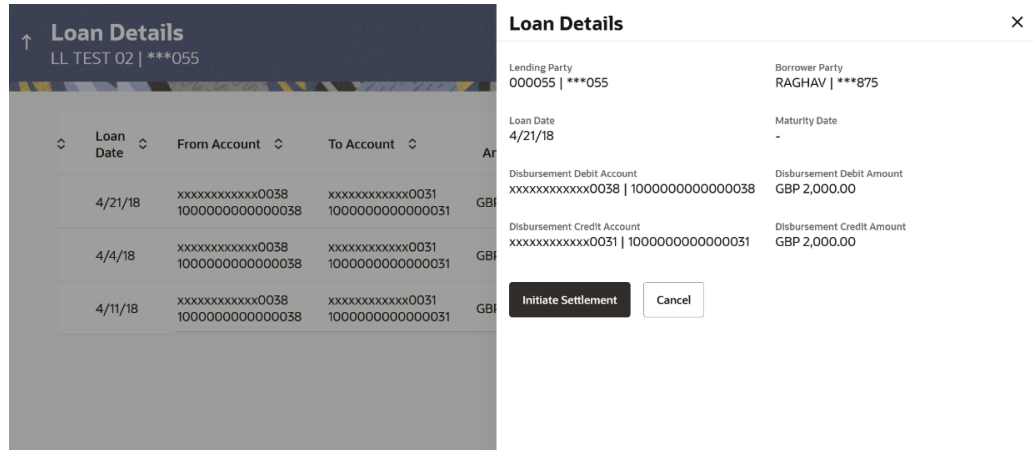 Loan Details
LL TEST 02 | ***055
Loan Date
From Account
To Account
Ar
4/21/18
xxxxxxxxxxxx0038
1000000000000038
xxxxxxxxxxxx0031
1000000000000031
GBP
4/4/18
xxxxxxxxxxxx0038
1000000000000038
xxxxxxxxxxxx0031
1000000000000031
GBP
4/11/18
xxxxxxxxxxxx0038
1000000000000038
xxxxxxxxxxxx0031
1000000000000031
GBP
Loan Details
Lending Party
Borrower Party
000055 | ***055
RAGHAV | ***875
Loan Date
Maturity Date
4/21/18
-
Disbursement Debit Account
Disbursement Debit Amount
xxxxxxxxxxxx0038 | 1000000000000038
GBP 2,000.00
Disbursement Credit Account
Disbursement Credit Amount
xxxxxxxxxxxx0031 | 1000000000000031
GBP 2,000.00
Initiate Settlement
Cancel